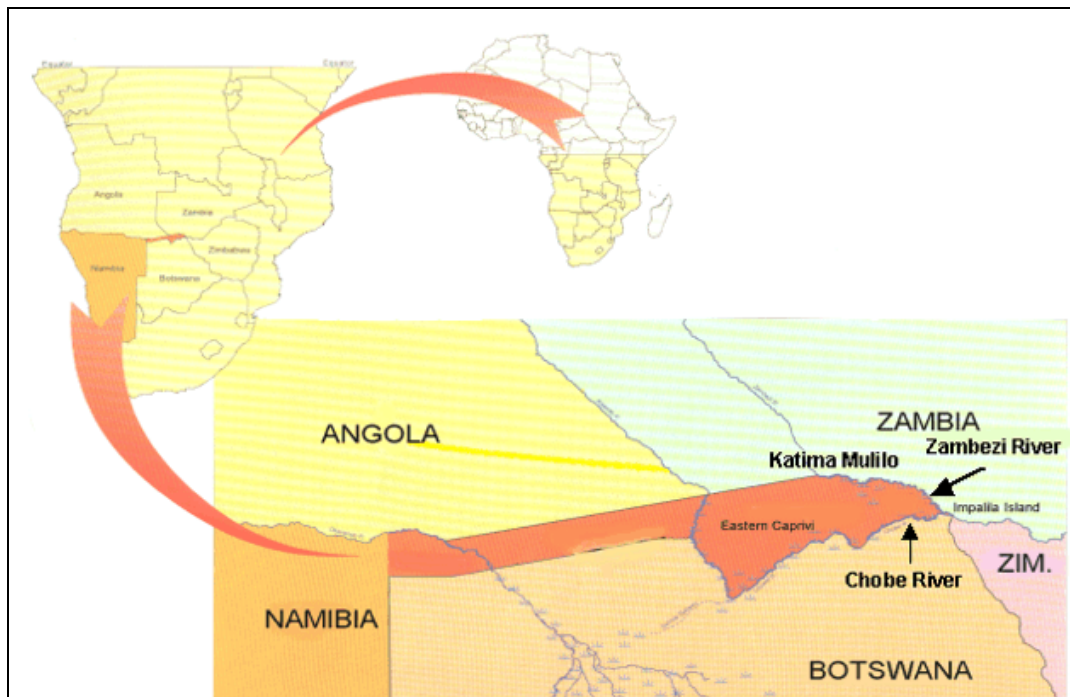 Equator
Equator
Angola
Zambia
Zimbabwe
Namibia
Botswana
ANGOLA
ZAMBIA
Zambezi River
Katima Mulilo
Impalila Island
Eastern Caprivi
Chobe River
ZIM.
NAMIBIA
BOTSWANA